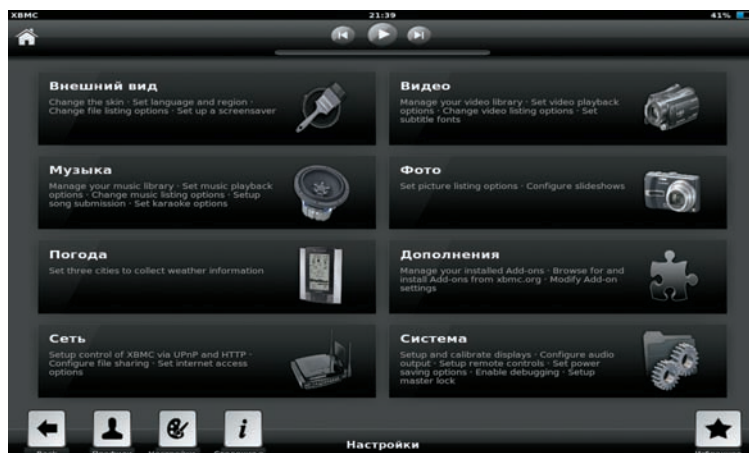 XBMC
21:39
41%
Внешний вид
Change the skin · Set language and region ·
Change file listing options · Set up a screensaver
Видео
Manage your video library · Set video playback
options · Change video listing options · Set
subtitle fonts
Музыка
Manage your music library · Set music playback
options · Change music listing options · Setup
song submission · Set karaoke options
Фото
Set picture listing options · Configure slideshows
Погода
Set three cities to collect weather information
Дополнения
Manage your installed Add-ons · Browse for and
install Add-ons from xbmc.org · Modify Add-on
settings
Сеть
Setup control of XBMC via UPnP and HTTP ·
Configure file sharing · Set internet access
options
Система
Setup and calibrate displays · Configure audio
output · Setup remote controls · Set power
saving options · Enable debugging · Setup
master lock
Настройки